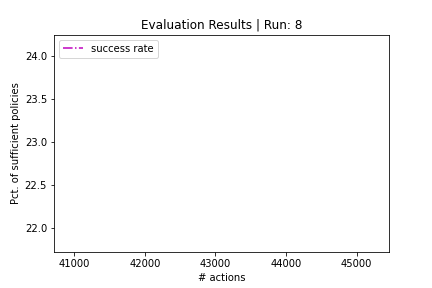 Evaluation Results | Run: 8
success rate
Pct. of sufficient policies
24.0
23.5
23.0
22.5
22.0
41000 42000 43000 44000 45000
# actions